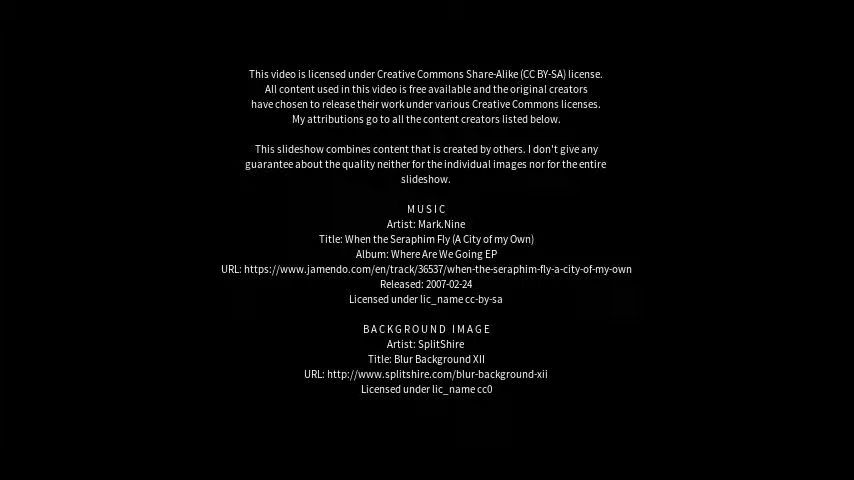 This video is licensed under Creative Commons Share-Alike (CC BY-SA) license.
All content used in this video is free available and the original creators
have chosen to release their work under various Creative Commons licenses.
My attributions go to all the content creators listed below.
This slideshow combines content that is created by others. I don't give any
guarantee about the quality neither for the individual images nor for the entire
slideshow.
MUSIC
Artist: Mark.Nine
Title: When the Seraphim Fly (A City of my Own)
Album: Where Are We Going EP
URL: https://www.jamendo.com/en/track/36537/when-the-seraphim-fly-a-city-of-my-own
Released: 2007-02-24
Licensed under lic_name cc-by-sa
BACKGROUND IMAGE
Artist: SplitShire
Title: Blur Background XII
URL: http://www.splitshire.com/blur-background-xii
Licensed under lic_name cc0